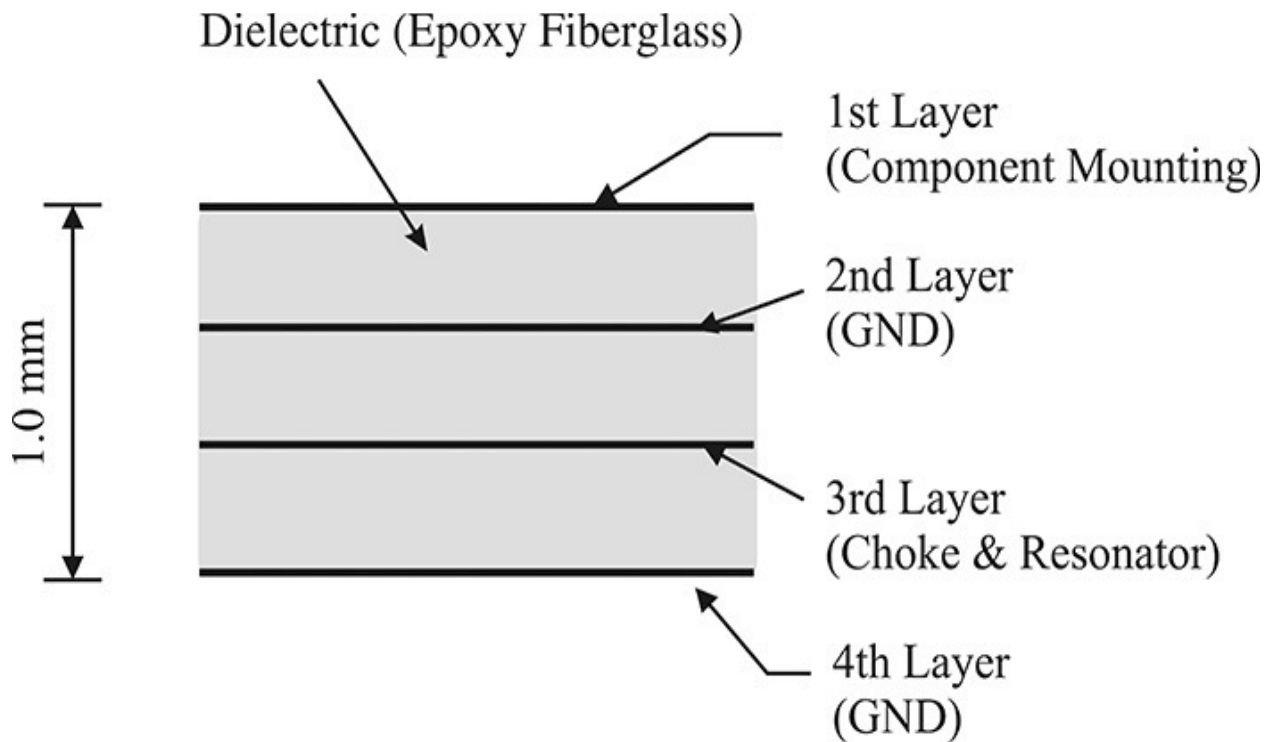 Dielectric (Epoxy Fiberglass)
1st Layer
(Component Mounting)
2nd Layer
(GND)
1.0 mm
3rd Layer
(Choke & Resonator)
4th Layer
(GND)